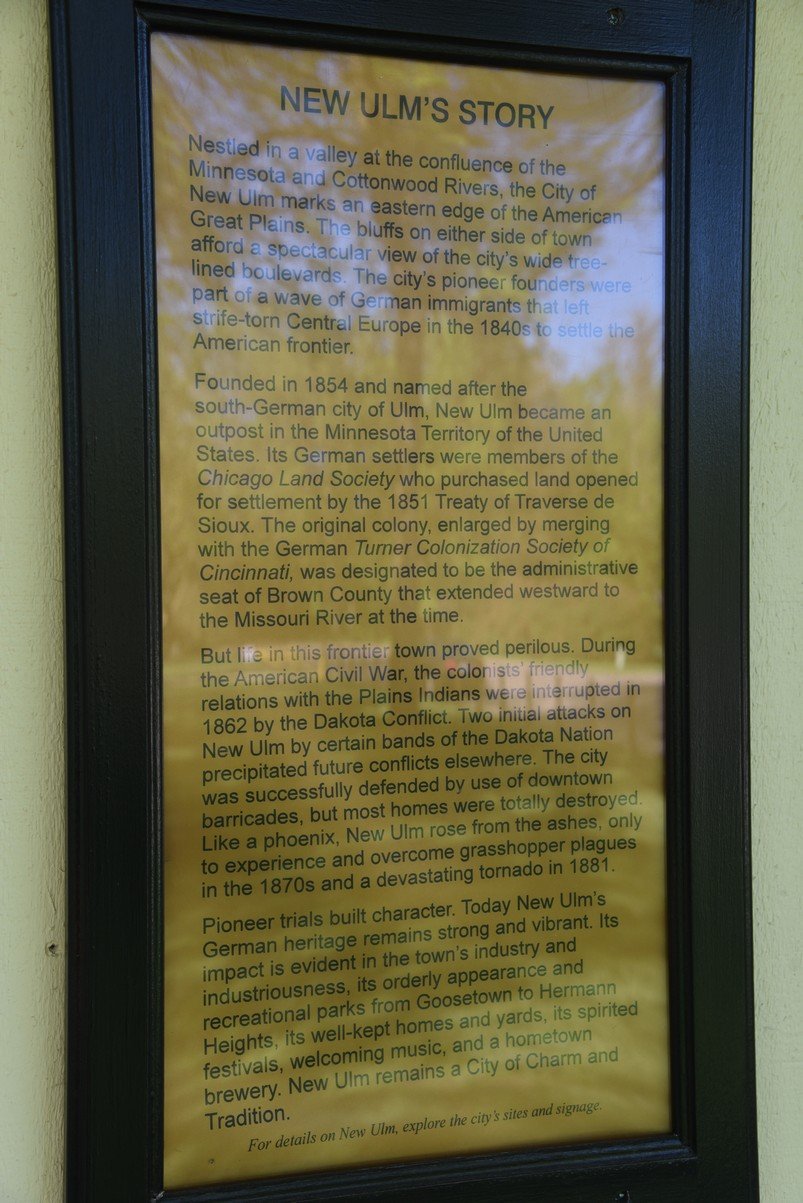 NEW ULM'S STORY
Nestled in a valley at the confluence of the
Minnesota and Cottonwood Rivers, the City of
New Ulm marks an eastern edge of the American
Great Plains. The bluffs on either side of town
afford a spectacular view of the city's wide tree-
lined boulevards. The city's pioneer founders were
part of a wave of German immigrants that left
strife-torn Central Europe in the 1840s to settle the
American frontier.
Founded in 1854 and named after the
south-German city of Ulm, New Ulm became an
outpost in the Minnesota Territory of the United
States. Its German settlers were members of the
Chicago Land Society who purchased land opened
for settlement by the 1851 Treaty of Traverse de
Sioux. The original colony, enlarged by merging
with the German Turner Colonization Society of
Cincinnati, was designated to be the administrative
seat of Brown County that extended westward to
the Missouri River at the time.
But life in this frontier town proved perilous. During
the American Civil War, the colonists' friendly
relations with the Plains Indians were interrupted in
1862 by the Dakota Conflict. Two initial attacks on
New Ulm by certain bands of the Dakota Nation
precipitated future conflicts elsewhere. The city
was successfully defended by use of downtown
barricades, but most homes were totally destroyed.
Like a phoenix, New Ulm rose from the ashes, only
to experience and overcome grasshopper plagues
in the 1870s and a devastating tornado in 1881.
Pioneer trials built character. Today New Ulm's
German heritage remains strong and vibrant. Its
impact is evident in the town's industry and
industriousness, its orderly appearance and
recreational parks from Goosetown to Hermann
Heights, its well-kept homes and yards, its spirited
festivals, welcoming music, and a hometown
brewery. New Ulm remains a City of Charm and
Tradition.
For details on New Ulm, explore the city's sites and signage.